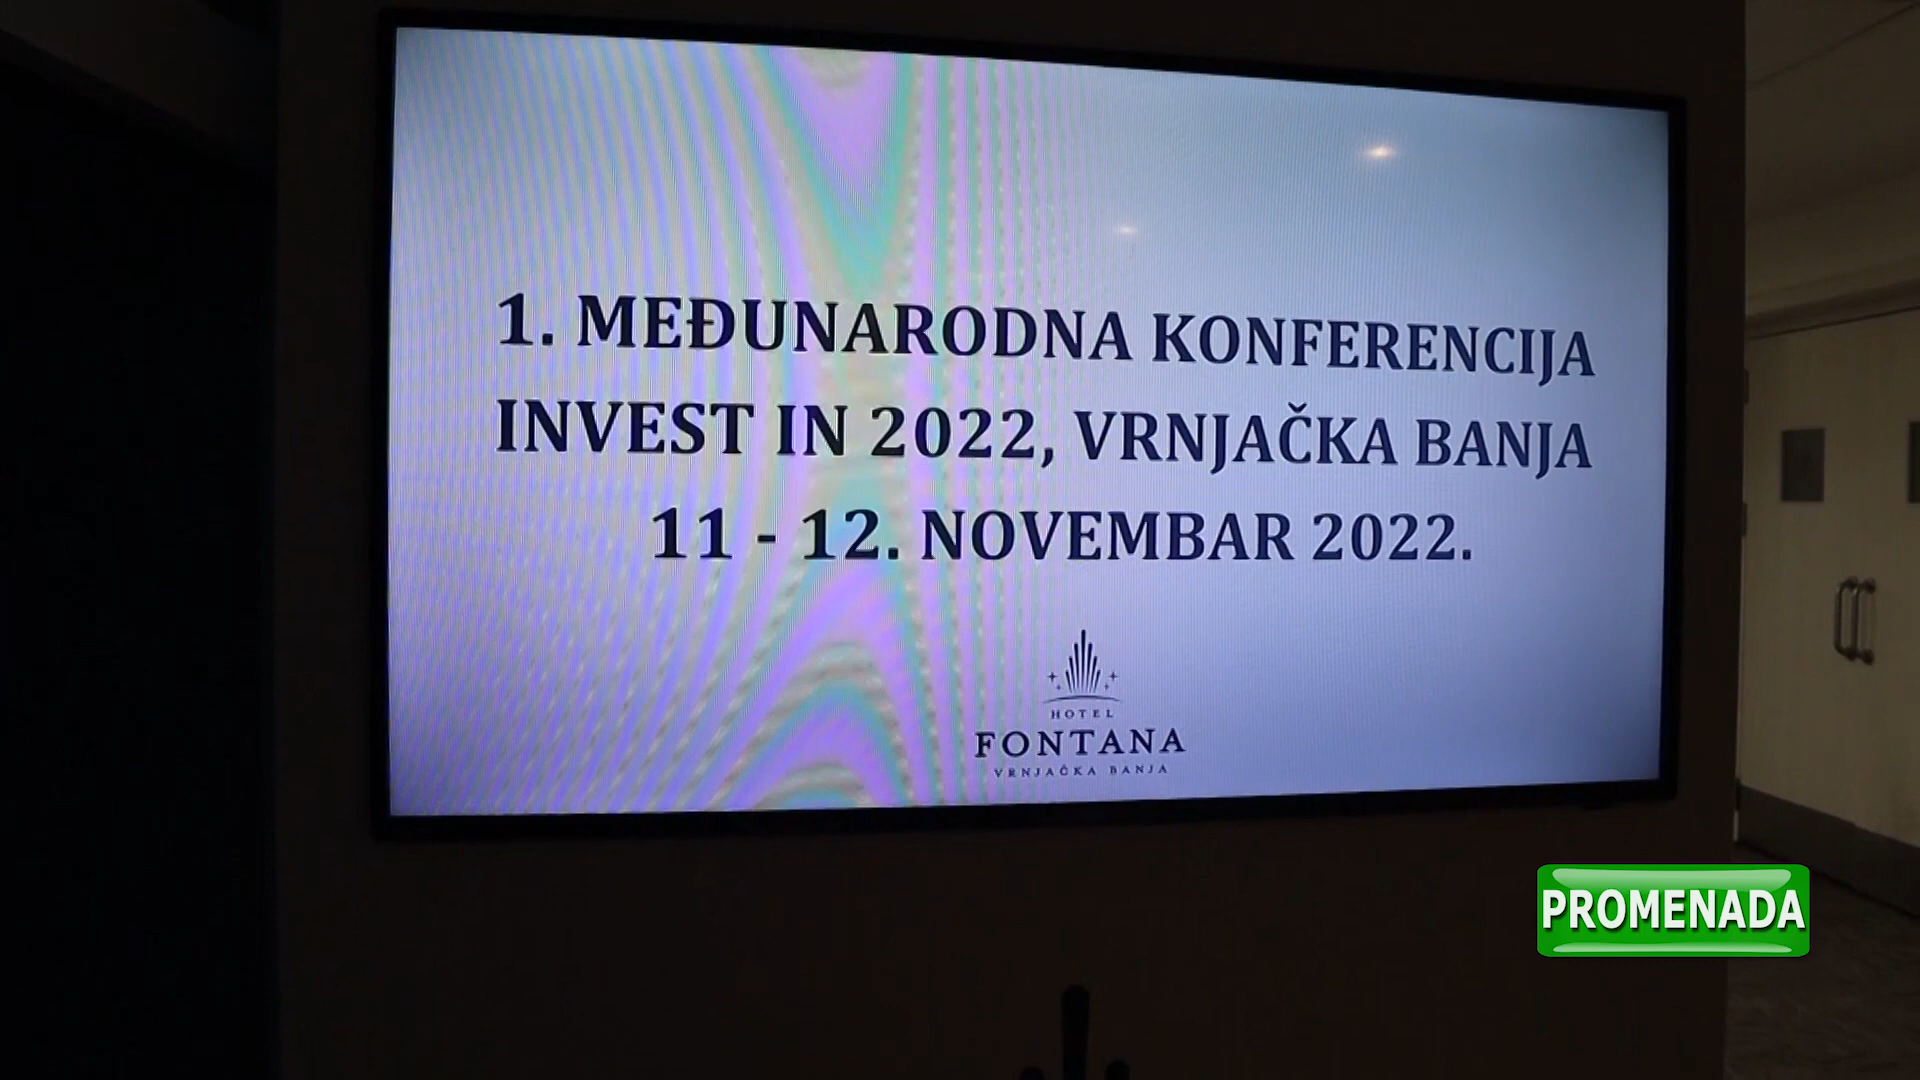 1. MEĐUNARODNA KONFERENCIJA
INVEST IN 2022, VRNJAČKA BANJA
11 - 12. NOVEMBAR 2022.
HOTEL
FONTANA
VRNJAČKA BANJA
PROMENADA